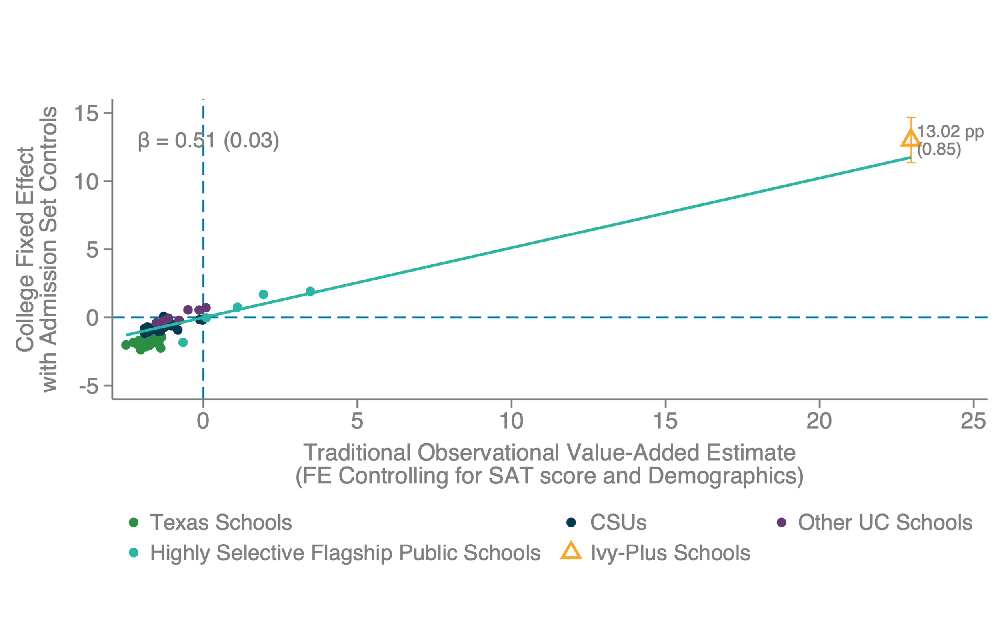 College Fixed Effect
with Admission Set Controls
15
10
5
0
-5
β = 0.51 (0.03)
13.02 pp
(0.85)
0 5 10 15 20 25
Traditional Observational Value-Added Estimate
(FE Controlling for SAT score and Demographics)
Texas Schools CSUs Other UC Schools
Highly Selective Flagship Public Schools Ivy-Plus Schools